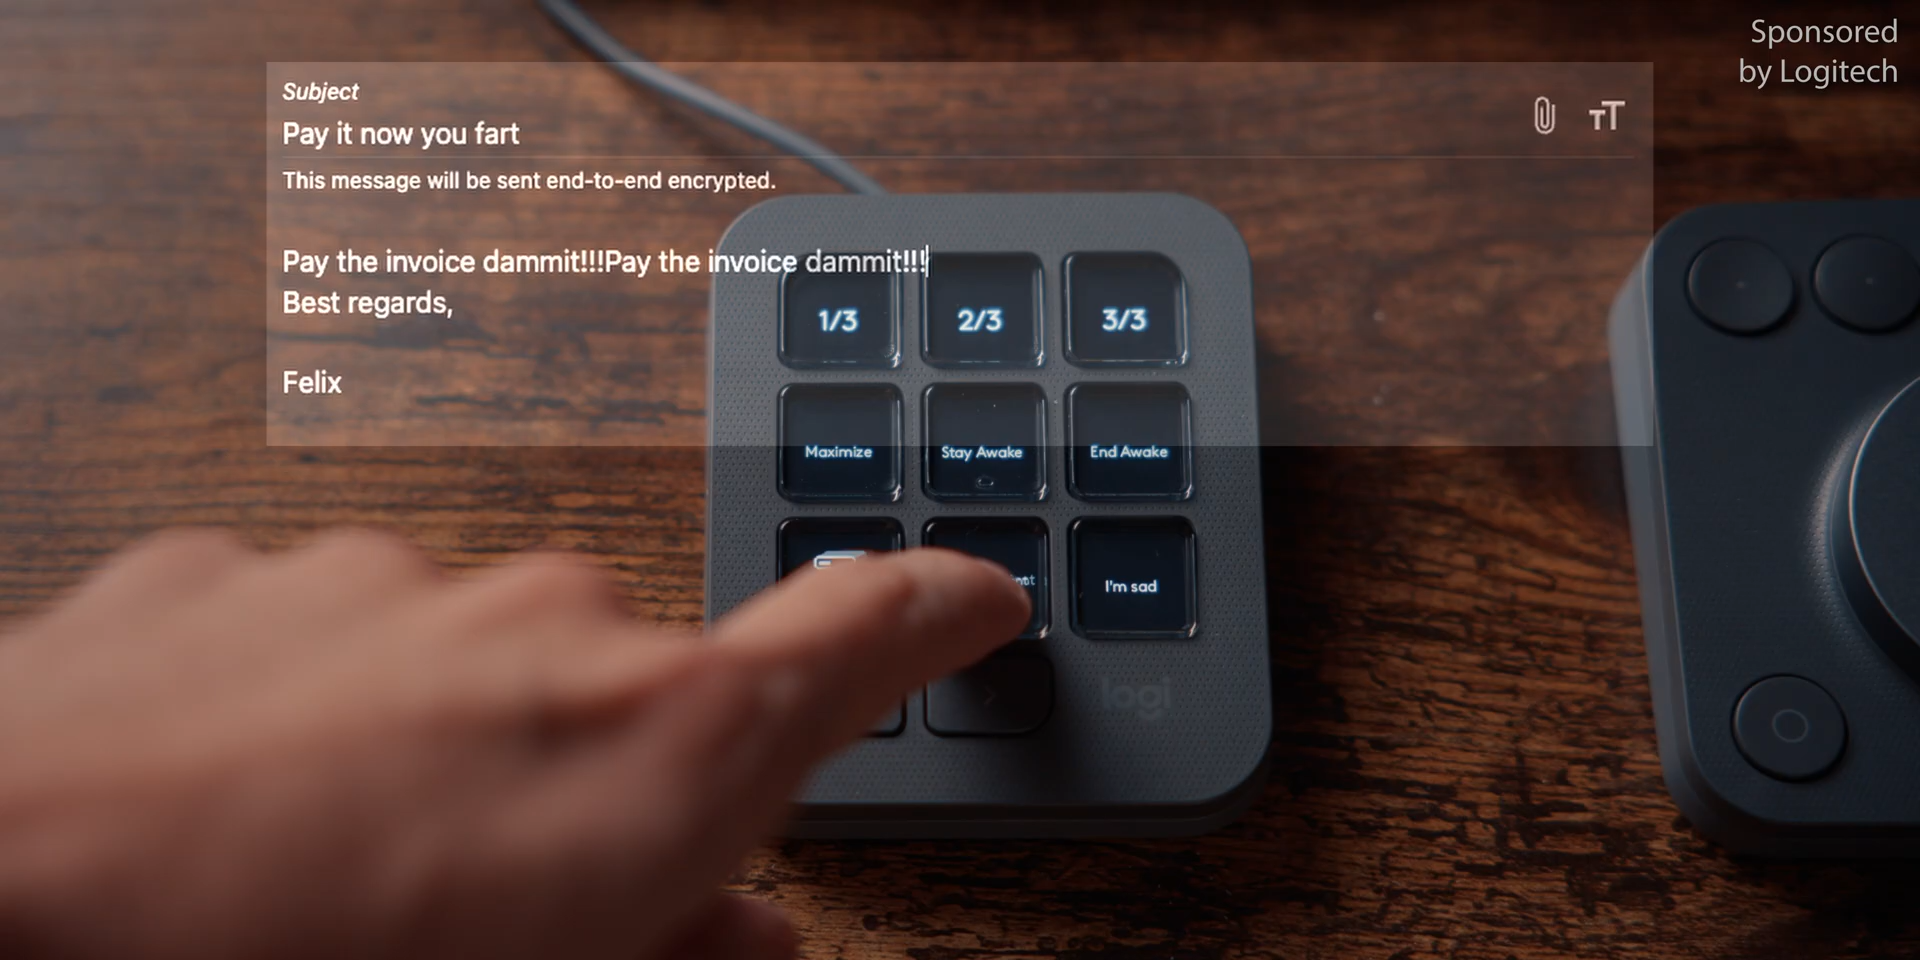 Sponsored
by Logitech
Subject
Pay it now you fart
This message will be sent end-to-end encrypted.
Pay the invoice dammit!!!Pay the invoice dammit!!!
Best regards,
Felix
1/3
2/3
3/3
Maximize
Stay Awake
End Awake
I'm sad
logi